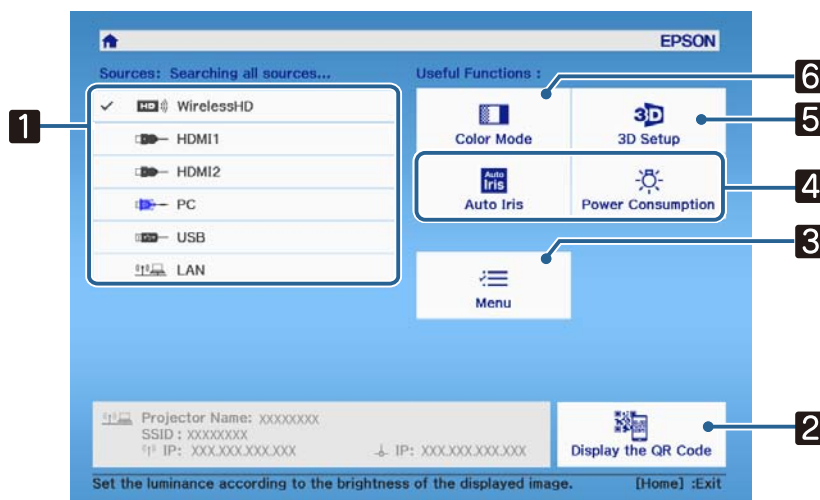 EPSON
Sources: Searching all sources...
Useful Functions :
WirelessHD
HDMI1
HDMI2
PC
USB
LAN
Color Mode
3D
3D Setup
Auto
Iris
Auto Iris
Power Consumption
Menu
Projector Name: XXXXXXXX
SSID : XXXXXXXX
IP: XXX.XXX.XXX.XXX
IP: XXX.XXX.XXX.XXX
Display the QR Code
Set the luminance according to the brightness of the displayed image.
[Home] :Exit
1
6
5
4
3
2